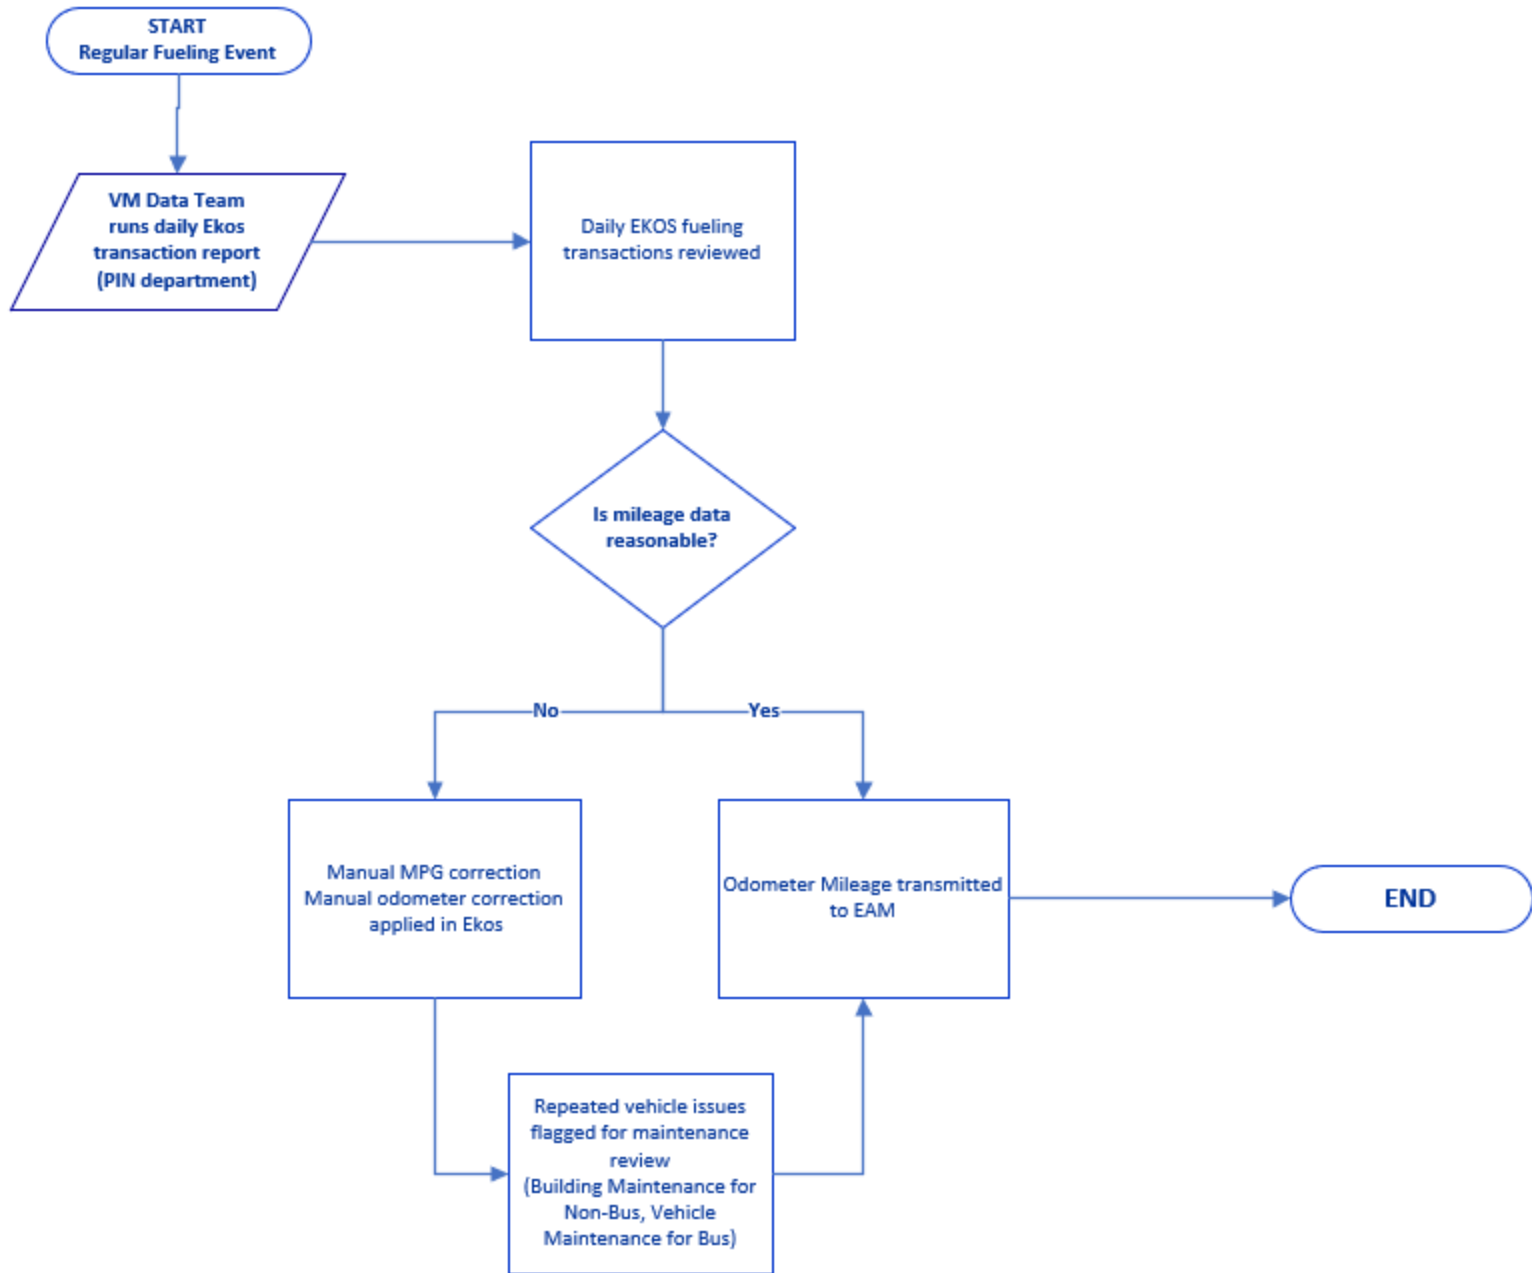 START
Regular Fueling Event
VM Data Team
runs daily Ekos
transaction report
(PIN department)
Daily EKOS fueling
transactions reviewed
Is mileage data
reasonable?
No
Yes
Manual MPG correction
Manual odometer correction
applied in Ekos
Odometer Mileage transmitted
to EAM
END
Repeated vehicle issues
flagged for maintenance
review
(Building Maintenance for
Non-Bus, Vehicle
Maintenance for Bus)